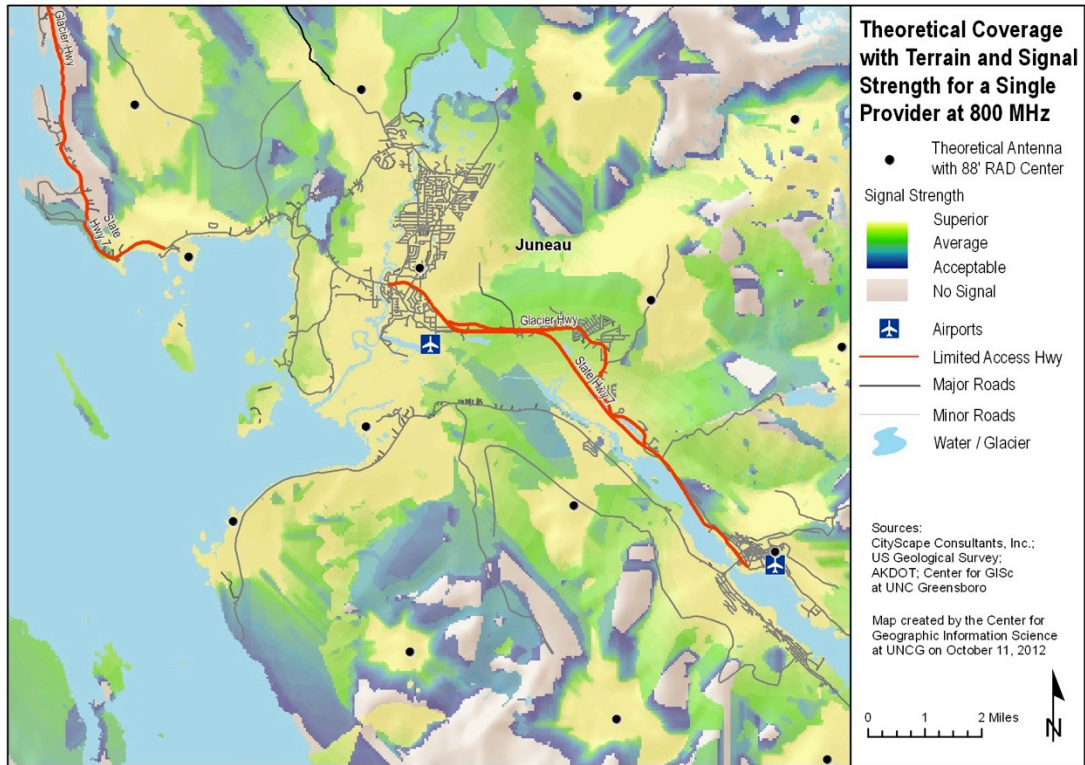 Theoretical Coverage
with Terrain and Signal
Strength for a Single
Provider at 800 MHz
Theoretical Antenna
with 88' RAD Center
Signal Strength
Superior
Average
Acceptable
No Signal
Airports
Limited Access Hwy
Major Roads
Minor Roads
Water / Glacier
Sources:
CityScape Consultants, Inc.;
US Geological Survey;
AKDOT; Center for GISc
at UNC Greensboro
Map created by the Center for
Geographic Information Science
at UNCG on October 11, 2012
0 1 2 Miles
N
Glacier Hwy
State
Hwy 7
Juneau
Glacier Hwy
State Hwy 7